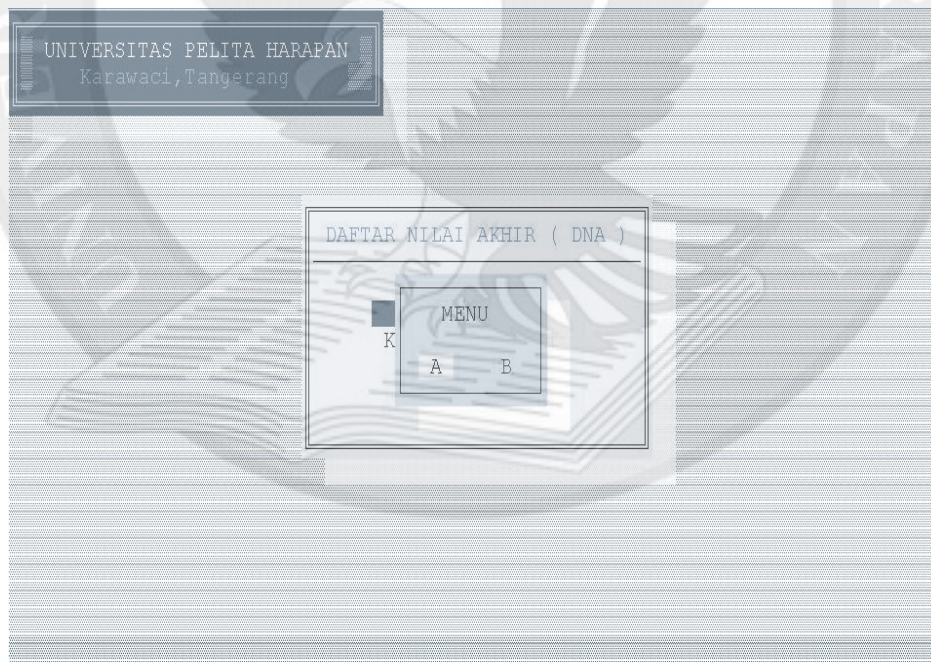 UNIVERSITAS PELITA HARAPAN
Karawaci,Tangerang
DAFTAR NILAI AKHIR ( DNA )
MENU
K
A B